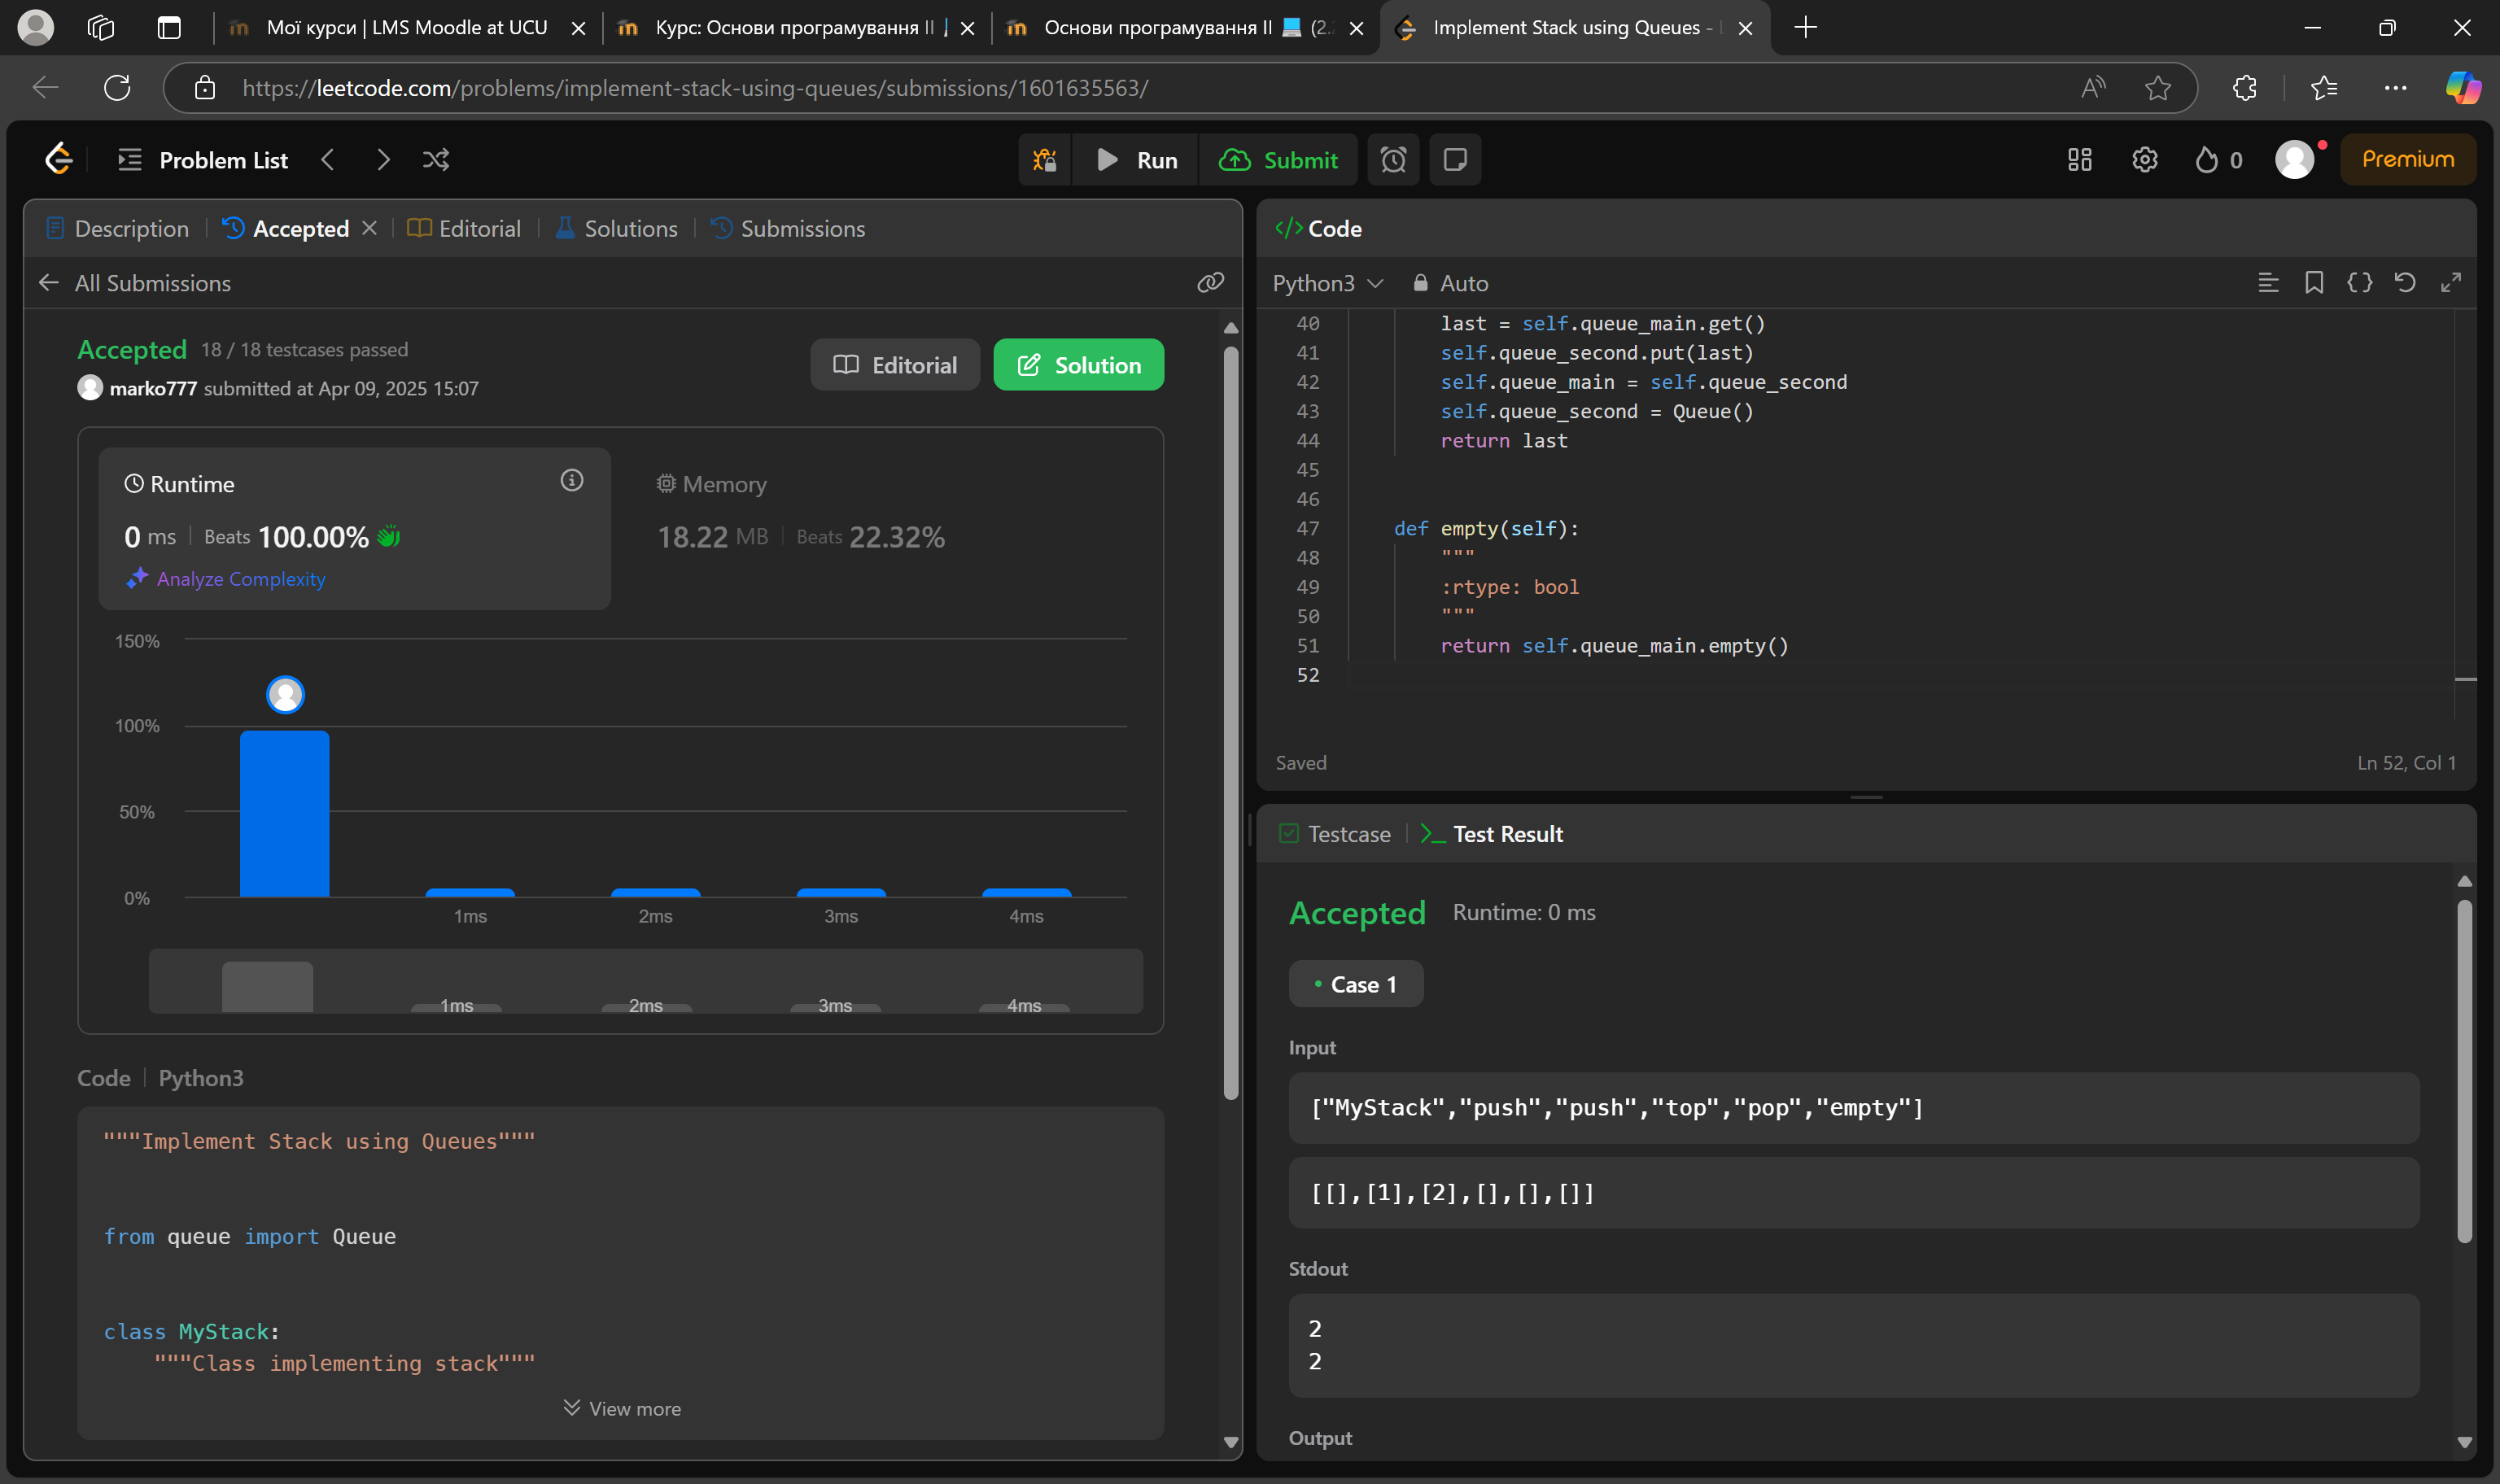 Мої курси | LMS Moodle at UCU
Курс: Основи програмування II
Основи програмування II 💻 (2.
Implement Stack using Queues -
https://leetcode.com/problems/implement-stack-using-queues/submissions/1601635563/
Problem List
Run
Submit
0
Premium
Description
Accepted
Editorial
Solutions
Submissions
All Submissions
Accepted 18 / 18 testcases passed
marko777 submitted at Apr 09, 2025 15:07
Editorial
Solution
Runtime
0 ms Beats 100.00%
Analyze Complexity
Memory
18.22 MB Beats 22.32%
150%
100%
50%
0%
1ms 2ms 3ms 4ms
1ms 2ms 3ms 4ms
Code Python3
"""Implement Stack using Queues"""
from queue import Queue
class MyStack:
"""Class implementing stack"""
View more
</> Code
Python3 Auto
40 last = self.queue_main.get()
41 self.queue_second.put(last)
42 self.queue_main = self.queue_second
43 self.queue_second = Queue()
44 return last
45
46
47 def empty(self):
48 """
49 :rtype: bool
50 """
51 return self.queue_main.empty()
52
Saved
Ln 52, Col 1
Testcase
>_ Test Result
Accepted Runtime: 0 ms
• Case 1
Input
["MyStack","push","push","top","pop","empty"]
[[],[1],[2],[],[],[]]
Stdout
2
2
Output